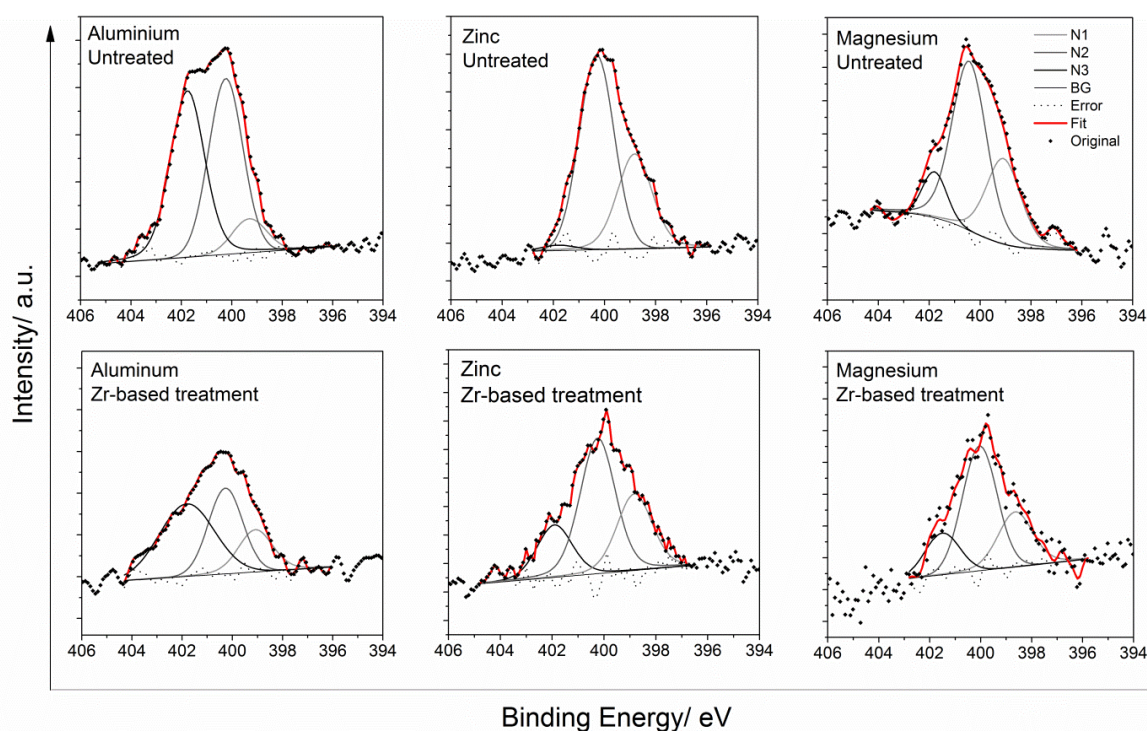 Aluminium
Untreated
406 404 402 400 398 396 394
Zinc
Untreated
406 404 402 400 398 396 394
Magnesium
Untreated
N1
N2
N3
BG
Error
Fit
Original
406 404 402 400 398 396 394
Aluminum
Zr-based treatment
406 404 402 400 398 396 394
Zinc
Zr-based treatment
406 404 402 400 398 396 394
Magnesium
Zr-based treatment
406 404 402 400 398 396 394
Intensity/ a.u.
Binding Energy/ eV